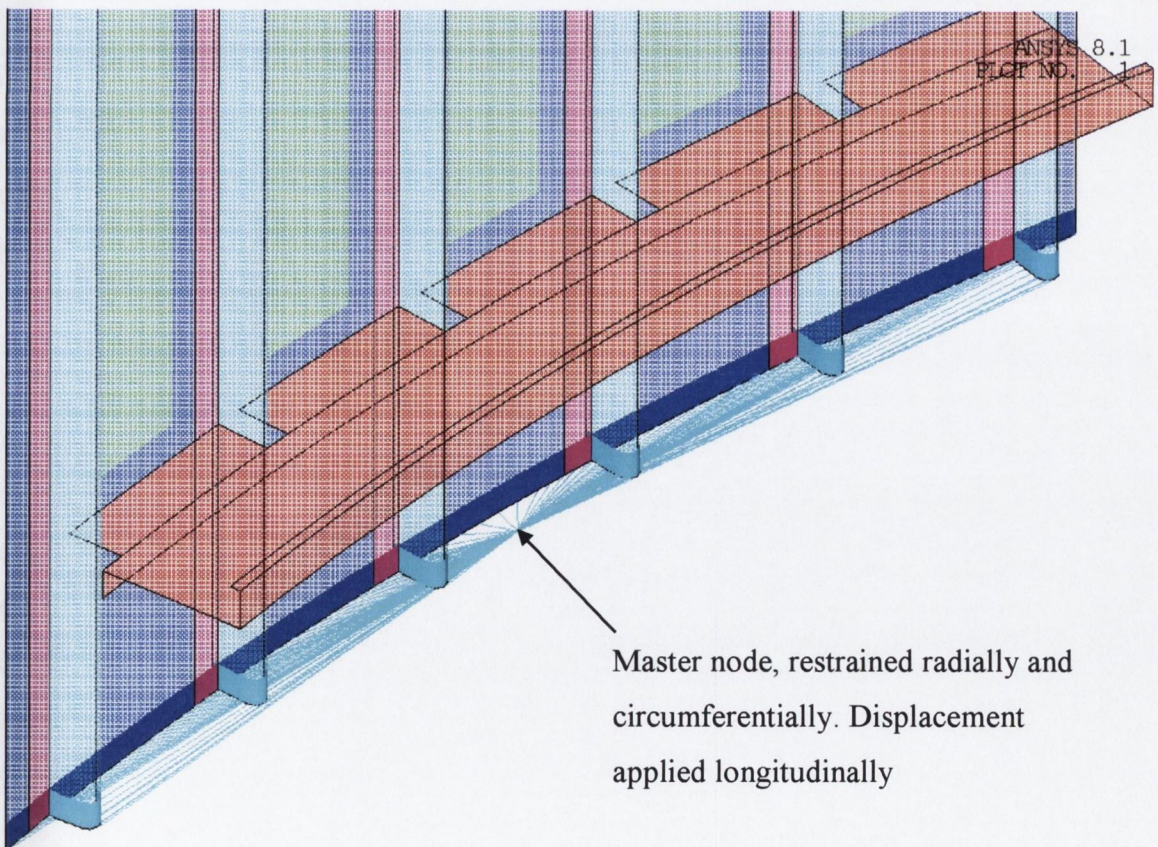 ANSYS 8.1
PLOT NO. 1
Master node, restrained radially and
circumferentially. Displacement
applied longitudinally